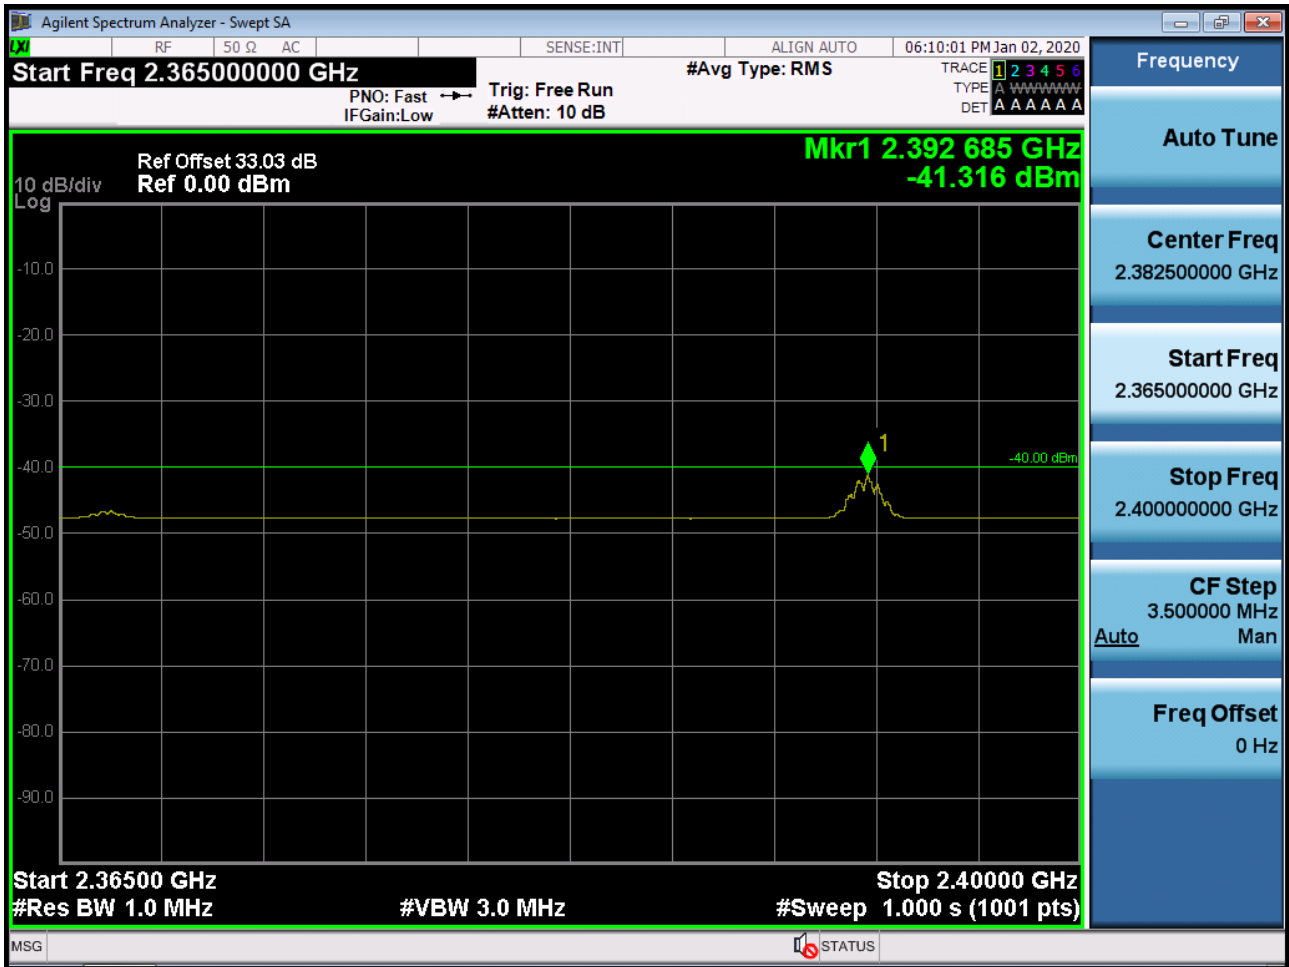 Agilent Spectrum Analyzer - Swept SA
LXI RF 50 Ω AC SENSE:INT ALIGN AUTO 06:10:01 PM Jan 02, 2020
Start Freq 2.365000000 GHz
PNO: Fast
IFGain:Low
Trig: Free Run
#Atten: 10 dB
#Avg Type: RMS
TRACE 1 2 3 4 5 6
TYPE A WWWWW
DET A A A A A A
Ref Offset 33.03 dB
Ref 0.00 dBm
10 dB/div
Log
Mkr1 2.392 685 GHz
-41.316 dBm
-10.0
-20.0
-30.0
1
-40.0
-40.00 dBm
-50.0
-60.0
-70.0
-80.0
-90.0
Start 2.36500 GHz
Stop 2.40000 GHz
#Res BW 1.0 MHz
#VBW 3.0 MHz
#Sweep 1.000 s (1001 pts)
Frequency
Auto Tune
Center Freq
2.382500000 GHz
Start Freq
2.365000000 GHz
Stop Freq
2.400000000 GHz
CF Step
3.500000 MHz
Auto Man
Freq Offset
0 Hz
MSG
STATUS